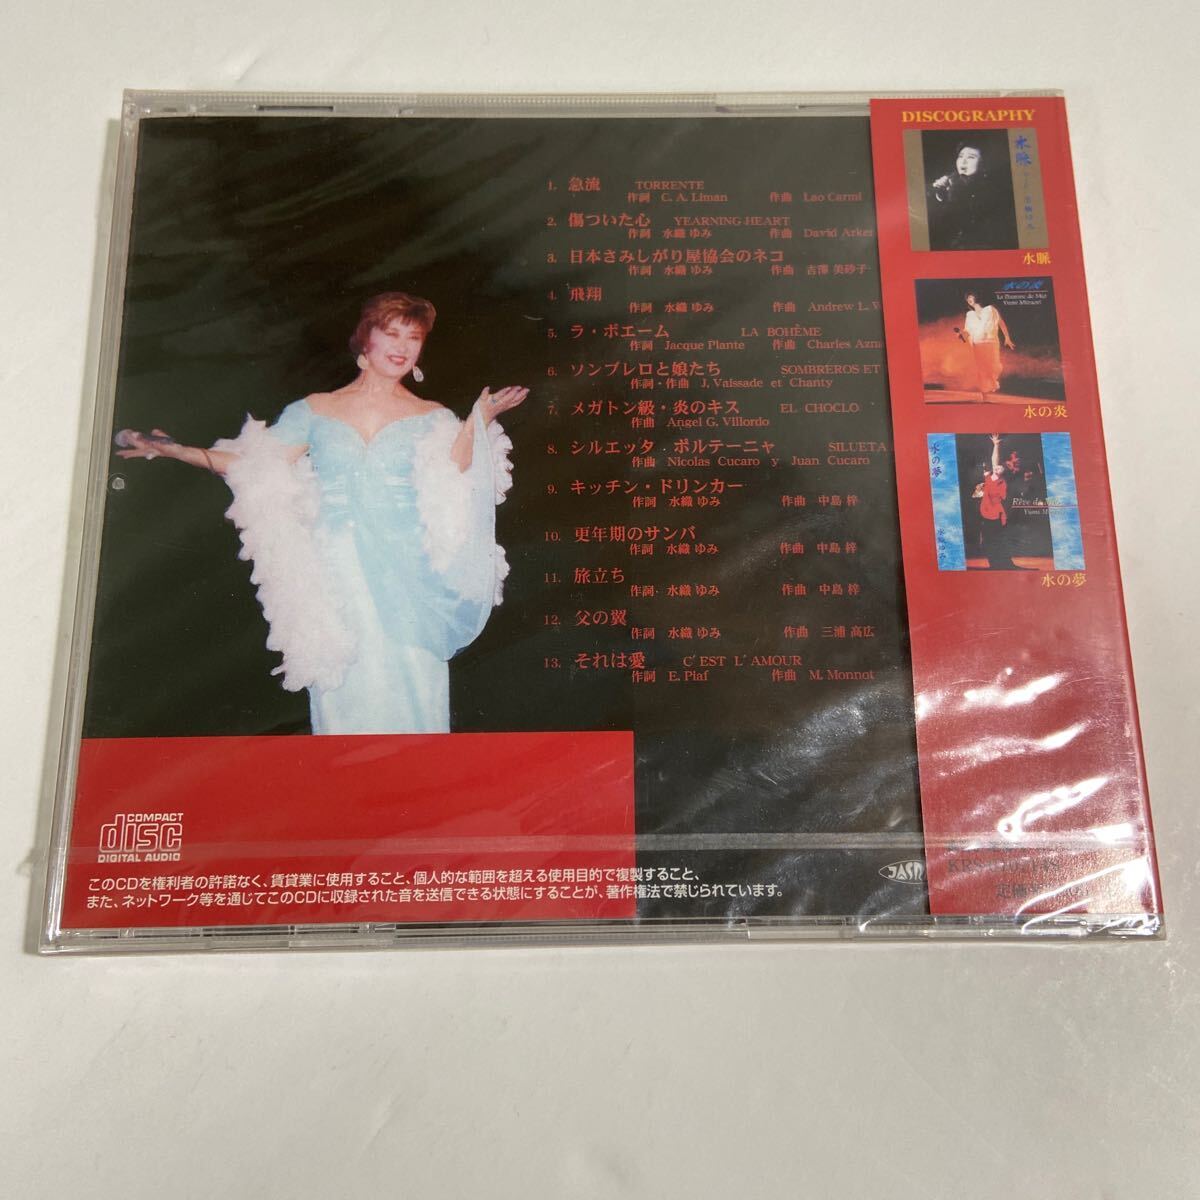 1. 急流 TORRENTE
作詞 C. A. Liman 作曲 Lao Carmi
2. 傷ついた心 YEARNING HEART
作詞 水織 ゆみ 作曲 David Arker
3. 日本さみしがり屋協会のネコ
作詞 水織 ゆみ 作曲 吉澤 美砂子
4. 飛翔
作詞 水織 ゆみ 作曲 Andrew L.
5. ラ・ボエーム LA BOHÈME
作詞 Jacque Plante 作曲 Charles Azna
6. ソンブレロと娘たち SOMBREROS ET
作詞・作曲 J. Vaissade et Chanty
7. メガトン級・炎のキス EL CHOCLO
作曲 Angel G. Villordo
8. シルエッタ・ポルテーニャ SILUETA
作曲 Nicolas Cucaro y Juan Cucaro
9. キッチン・ドリンカー
作詞 水織 ゆみ 作曲 中島 梓
10. 更年期のサンバ
作詞 水織 ゆみ 作曲 中島 梓
11. 旅立ち
作詞 水織 ゆみ 作曲 中島 梓
12. 父の翼
作詞 水織 ゆみ 作曲 三浦 高広
13. それは愛 C'EST L'AMOUR
作詞 E. Piaf 作曲 M. Monnot
DISCOGRAPHY
水脈
水脈
水の炎
La flamme de
水の炎
水の夢
水織ゆみ
Rêve
水の夢
COMPACT
disc
DIGITAL AUDIO
このCDを権利者の許諾なく、賃貸業に使用すること、個人的な範囲を超える使用目的で複製すること、
また、ネットワーク等を通じてこのCDに収録された音を送信できる状態にすることが、著作権法で禁じられています。